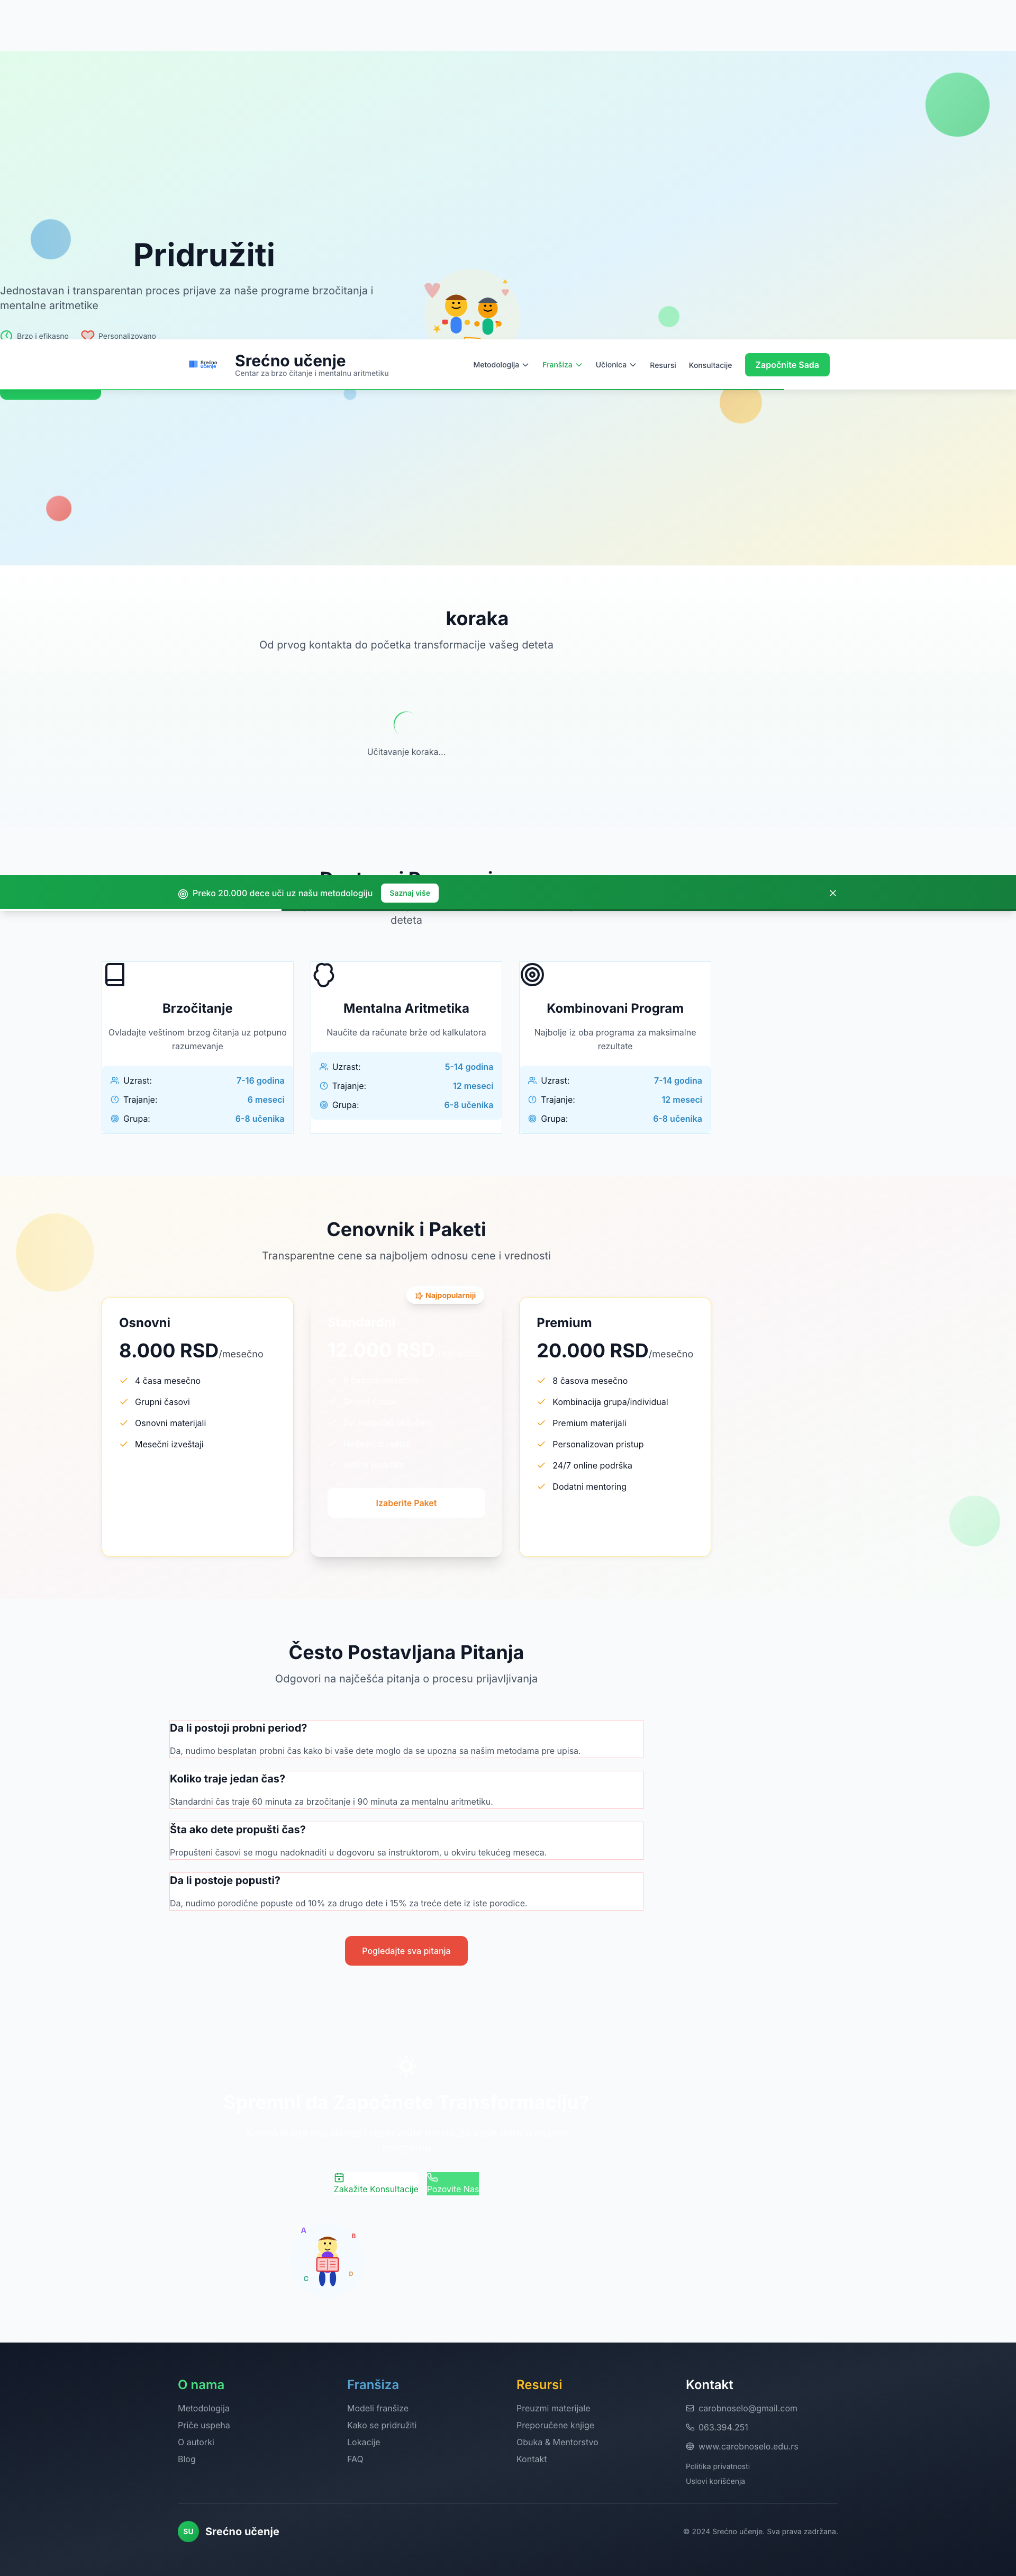 Pridružiti
Jednostavan i transparentan proces prijave za naše programe brzočitanja i
mentalne aritmetike
Brzo i efikasno
Personalizovano
Srećno
učenje
Srećno učenje
Centar za brzo čitanje i mentalnu aritmetiku
Metodologija
Franšiza
Učionica
Resursi
Konsultacije
Započnite Sada
koraka
Od prvog kontakta do početka transformacije vašeg deteta
Učitavanje koraka...
Preko 20.000 dece uči uz našu metodologiju
Saznaj više
deteta
Brzočitanje
Ovladajte veštinom brzog čitanja uz potpuno
razumevanje
Uzrast: 7-16 godina
Trajanje: 6 meseci
Grupa: 6-8 učenika
Mentalna Aritmetika
Naučite da računate brže od kalkulatora
Uzrast: 5-14 godina
Trajanje: 12 meseci
Grupa: 6-8 učenika
Kombinovani Program
Najbolje iz oba programa za maksimalne
rezultate
Uzrast: 7-14 godina
Trajanje: 12 meseci
Grupa: 6-8 učenika
Cenovnik i Paketi
Transparentne cene sa najboljem odnosu cene i vrednosti
Osnovni
8.000 RSD/mesečno
4 časa mesečno
Grupni časovi
Osnovni materijali
Mesečni izveštaji
Najpopularniji
Standardni
12.000 RSD
Izaberite Paket
Premium
20.000 RSD/mesečno
8 časova mesečno
Kombinacija grupa/individual
Premium materijali
Personalizovan pristup
24/7 online podrška
Dodatni mentoring
Često Postavljana Pitanja
Odgovori na najčešća pitanja o procesu prijavljivanja
Da li postoji probni period?
Da, nudimo besplatan probni čas kako bi vaše dete moglo da se upozna sa našim metodama pre upisa.
Koliko traje jedan čas?
Standardni čas traje 60 minuta za brzočitanje i 90 minuta za mentalnu aritmetiku.
Šta ako dete propušti čas?
Propušteni časovi se mogu nadoknaditi u dogovoru sa instruktorom, u okviru tekućeg meseca.
Da li postoje popusti?
Da, nudimo porodične popuste od 10% za drugo dete i 15% za treće dete iz iste porodice.
Pogledajte sva pitanja
Spremni da Započnete Transformaciju?
Zakažite Konsultacije
Pozovite Nas
A
B
C
D
O nama
Metodologija
Priče uspeha
O autorki
Blog
Franšiza
Modeli franšize
Kako se pridružiti
Lokacije
FAQ
Resursi
Preuzmi materijale
Preporučene knjige
Obuka & Mentorstvo
Kontakt
Kontakt
carobnoselo@gmail.com
063.394.251
www.carobnoselo.edu.rs
Politika privatnosti
Uslovi korišćenja
SU
Srećno učenje
© 2024 Srećno učenje. Sva prava zadržana.